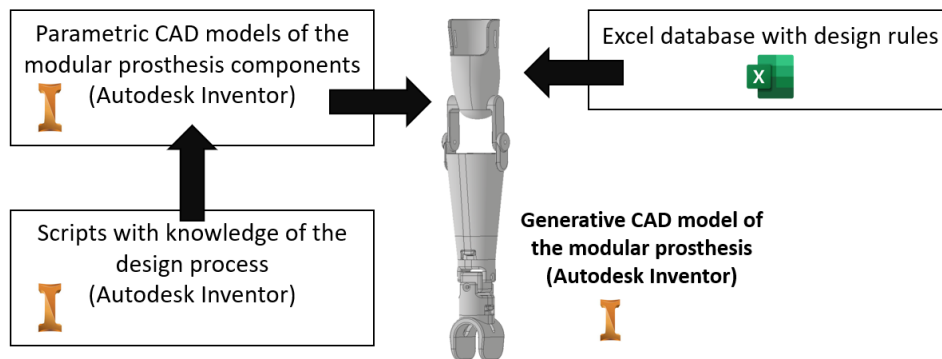 Parametric CAD models of the
modular prosthesis components
(Autodesk Inventor)
Excel database with design rules
X
Scripts with knowledge of the
design process
(Autodesk Inventor)
Generative CAD model of
the modular prosthesis
(Autodesk Inventor)